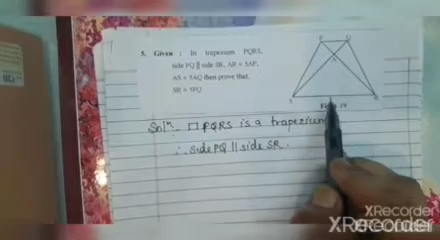 5. Given : In trapezium PQRS,
side PQ || side SR, AR = 5AP,
AS = 5AQ then prove that,
SR = 5PQ
P Q
A
S R
Solⁿ - □ PQRS is a trapezium
∴ side PQ || side SR.
XRecorder
XRecorder